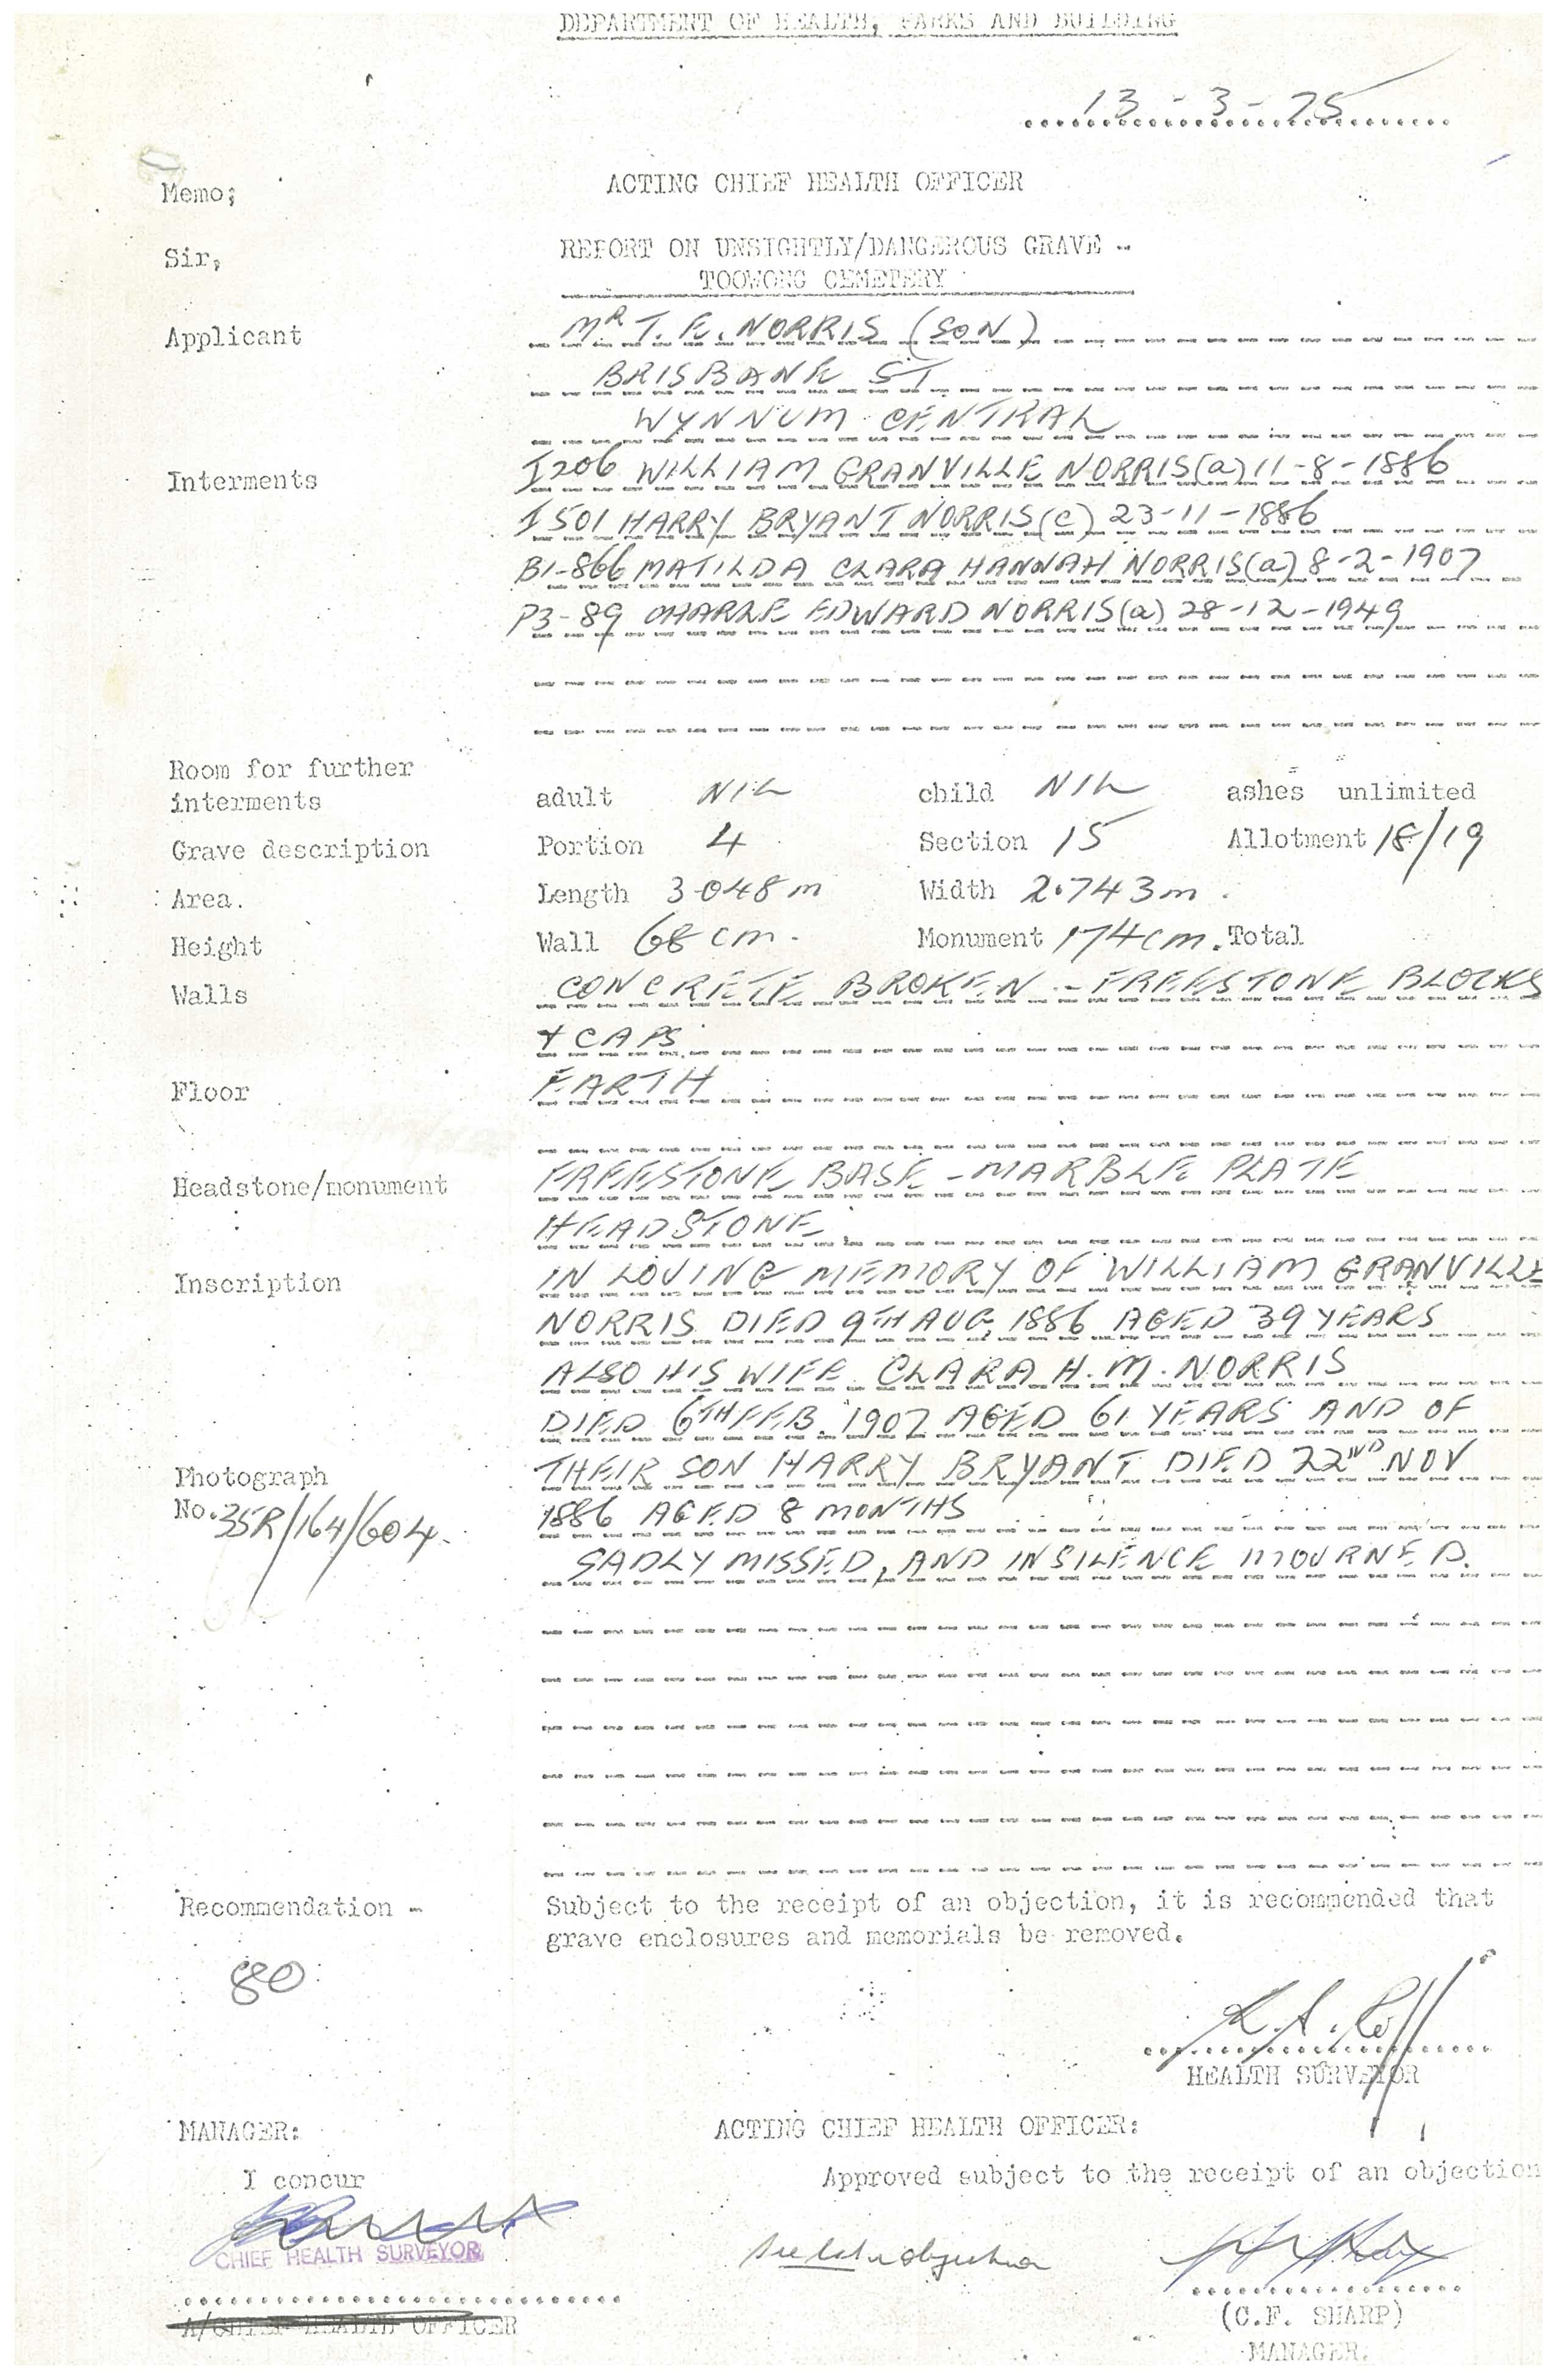 DEPARTMENT OF HEALTH, PARKS AND BUILDING
13-3-75
Memo; ACTING CHIEF HEALTH OFFICER
Sir, REPORT ON UNSIGHTLY/DANGEROUS GRAVE -
TOOWONG CEMETERY
Applicant MR T. E. NORRIS (SON)
BRISBANE ST
WYNNUM CENTRAL
Interments I206 WILLIAM GRANVILLE NORRIS (a) 11-8-1886
I501 HARRY BRYANT NORRIS (c) 23-11-1886
B1-866 MATILDA CLARA HANNAH NORRIS (a) 8-2-1907
P3-89 CHARLE EDWARD NORRIS (a) 28-12-1949
Room for further
interments adult NIL child NIL ashes unlimited
Grave description Portion 4 Section 15 Allotment 18/19
Area. Length 3.048m Width 2.743m.
Height Wall 68 cm. Monument 174cm. Total
Walls CONCRETE BROKEN - FREESTONE BLOCKS
+ CAPS
Floor EARTH
Headstone/monument FREESTONE BASE - MARBLE PLATE
HEADSTONE.
Inscription IN LOVING MEMORY OF WILLIAM GRANVILLE
NORRIS DIED 9TH AUG, 1886 AGED 39 YEARS
ALSO HIS WIFE CLARA H. M. NORRIS
DIED 6TH FEB. 1907 AGED 61 YEARS AND OF
Photograph THEIR SON HARRY BRYANT DIED 22ND NOV
No. 35R/164/604. 1886 AGED 8 MONTHS
SADLY MISSED, AND IN SILENCE MOURNED.
Recommendation - Subject to the receipt of an objection, it is recommended that
grave enclosures and memorials be removed.
80
HEALTH SURVEYOR
MANAGER: ACTING CHIEF HEALTH OFFICER:
I concur Approved subject to the receipt of an objection
CHIEF HEALTH SURVEYOR see late objection
A/CHIEF HEALTH OFFICER (C.F. SHARP)
MANAGER.